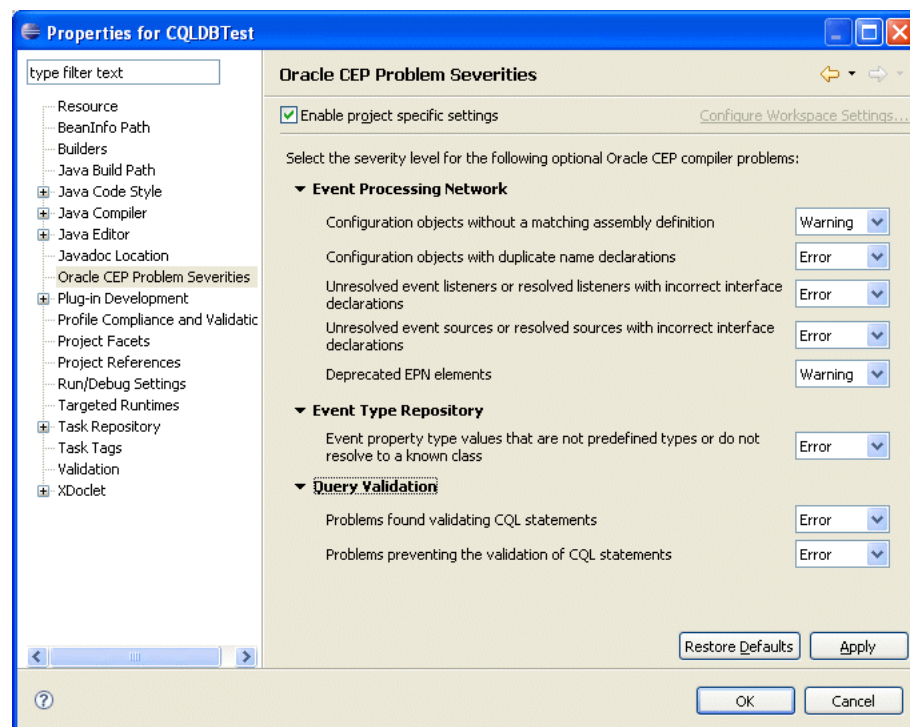 Properties for CQLDBTest
type filter text
Resource
BeanInfo Path
Builders
Java Build Path
Java Code Style
Java Compiler
Java Editor
Javadoc Location
Oracle CEP Problem Severities
Plug-in Development
Profile Compliance and Validatic
Project Facets
Project References
Run/Debug Settings
Targeted Runtimes
Task Repository
Task Tags
Validation
XDoclet
Oracle CEP Problem Severities
Enable project specific settings
Configure Workspace Settings...
Select the severity level for the following optional Oracle CEP compiler problems:
Event Processing Network
Configuration objects without a matching assembly definition
Warning
Configuration objects with duplicate name declarations
Error
Unresolved event listeners or resolved listeners with incorrect interface
declarations
Error
Unresolved event sources or resolved sources with incorrect interface
declarations
Error
Deprecated EPN elements
Warning
Event Type Repository
Event property type values that are not predefined types or do not
resolve to a known class
Error
Query Validation
Problems found validating CQL statements
Error
Problems preventing the validation of CQL statements
Error
Restore Defaults
Apply
OK
Cancel